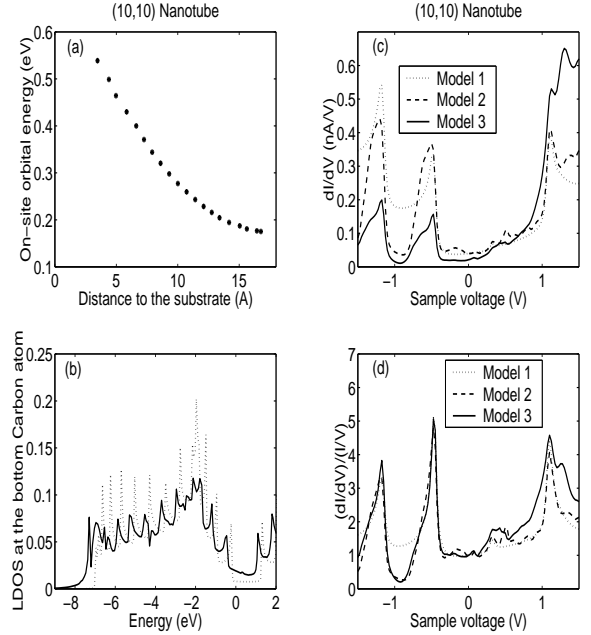 (10,10) Nanotube
(a)
On-site orbital energy (eV)
0.6
0.5
0.4
0.3
0.2
0.1
0 5 10 15
Distance to the substrate (A)
(10,10) Nanotube
(c)
Model 1
Model 2
Model 3
dI/dV (nA/V)
0.6
0.5
0.4
0.3
0.2
0.1
0
−1 0 1
Sample voltage (V)
(b)
LDOS at the bottom Carbon atom
0.25
0.2
0.15
0.1
0.05
0
−8 −6 −4 −2 0 2
Energy (eV)
(d)
Model 1
Model 2
Model 3
(dI/dV)/(I/V)
7
6
5
4
3
2
1
0
−1 0 1
Sample voltage (V)